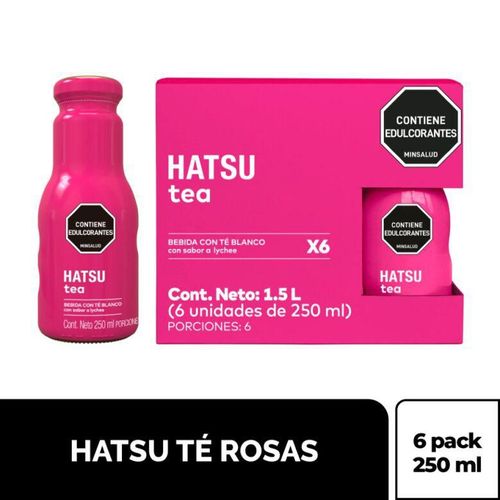 CONTIENE
EDULCORANTES
MINSALUD
HATSU
tea
BEBIDA CON TÉ BLANCO
con sabor a lychee
Cont. Neto 250 ml PORCIONES
CONTIENE
EDULCORANTES
MINSALUD
HATSU
tea
BEBIDA CON TÉ BLANCO
con sabor a lychee
X6
Cont. Neto: 1.5 L
(6 unidades de 250 ml)
PORCIONES: 6
CONTIENE
EDULCORANTES
MINSALUD
HATSU
tea
HATSU TÉ ROSAS
6 pack
250 ml